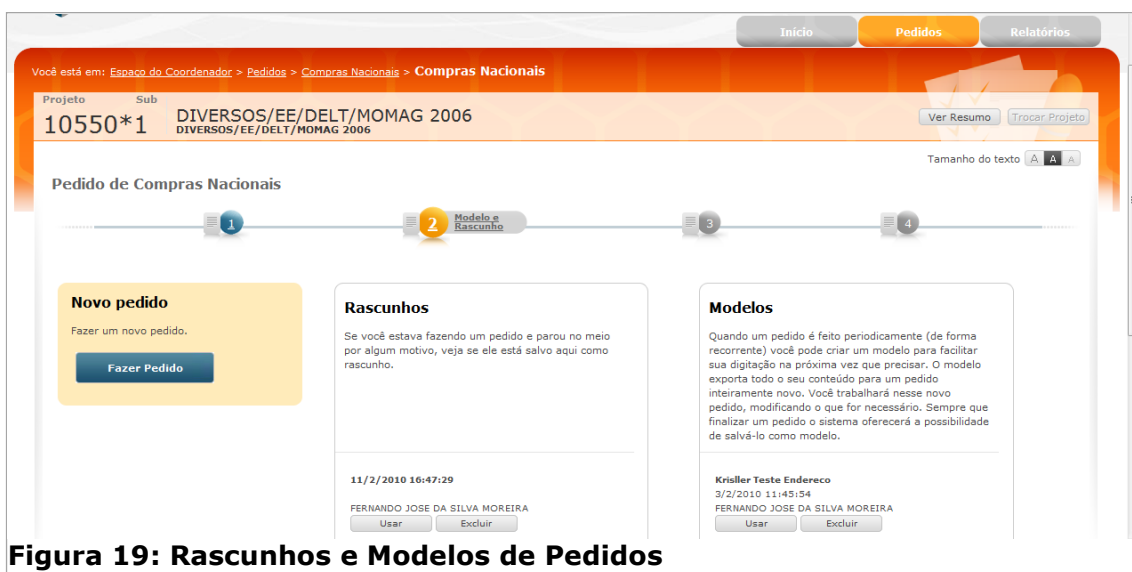 Início
Pedidos
Relatórios
Você está em: Espaço do Coordenador > Pedidos > Compras Nacionais > Compras Nacionais
Projeto Sub
10550*1
DIVERSOS/EE/DELT/MOMAG 2006
DIVERSOS/EE/DELT/MOMAG 2006
Ver Resumo
Trocar Projeto
Tamanho do texto A A A
Pedido de Compras Nacionais
1
2
Modelo e
Rascunho
3
4
Novo pedido
Fazer um novo pedido.
Fazer Pedido
Rascunhos
Se você estava fazendo um pedido e parou no meio
por algum motivo, veja se ele está salvo aqui como
rascunho.
11/2/2010 16:47:29
FERNANDO JOSE DA SILVA MOREIRA
Usar Excluir
Modelos
Quando um pedido é feito periodicamente (de forma
recorrente) você pode criar um modelo para facilitar
sua digitação na próxima vez que precisar. O modelo
exporta todo o seu conteúdo para um pedido
inteiramente novo. Você trabalhará nesse novo
pedido, modificando o que for necessário. Sempre que
finalizar um pedido o sistema oferecerá a possibilidade
de salvá-lo como modelo.
Krisller Teste Endereco
3/2/2010 11:45:54
FERNANDO JOSE DA SILVA MOREIRA
Usar Excluir
Figura 19: Rascunhos e Modelos de Pedidos